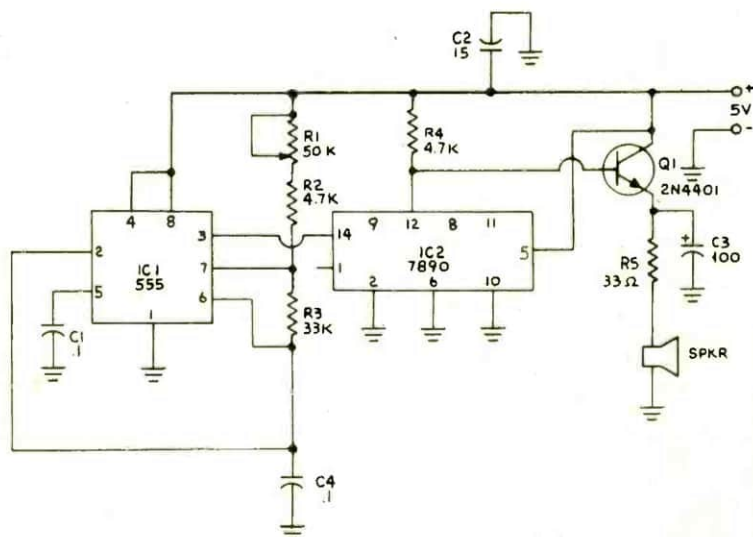 C2
15
+
5V
-
R1
50K
R4
4.7K
Q1
2N4401
R2
4.7K
4
8
9
12
8
11
2
3
14
IC1
555
7
IC2
7890
5
1
C3
100
+
R5
33Ω
5
6
2
6
10
R3
33K
1
C1
.1
SPKR
C4
.1